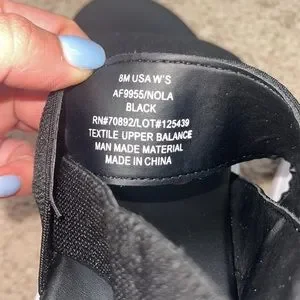 8M USA W'S
AF9955/NOLA
BLACK
RN#70892/LOT#125439
TEXTILE UPPER BALANCE
MAN MADE MATERIAL
MADE IN CHINA